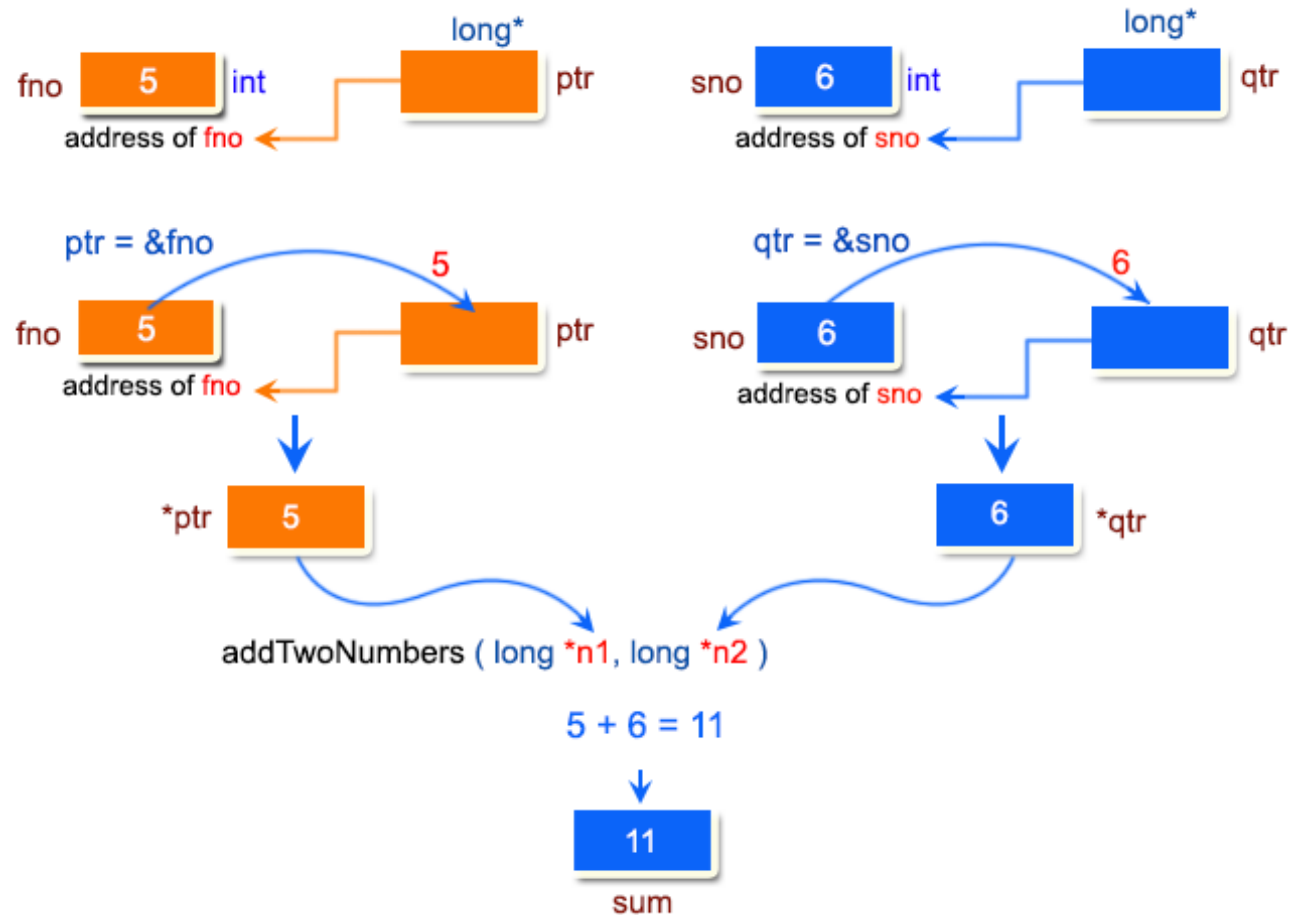 long* long*
fno 5 int ptr sno 6 int qtr
address of fno address of sno
ptr = &fno 5 qtr = &sno 6
fno 5 ptr sno 6 qtr
address of fno address of sno
*ptr 5 6 *qtr
addTwoNumbers ( long *n1, long *n2 )
5 + 6 = 11
11
sum